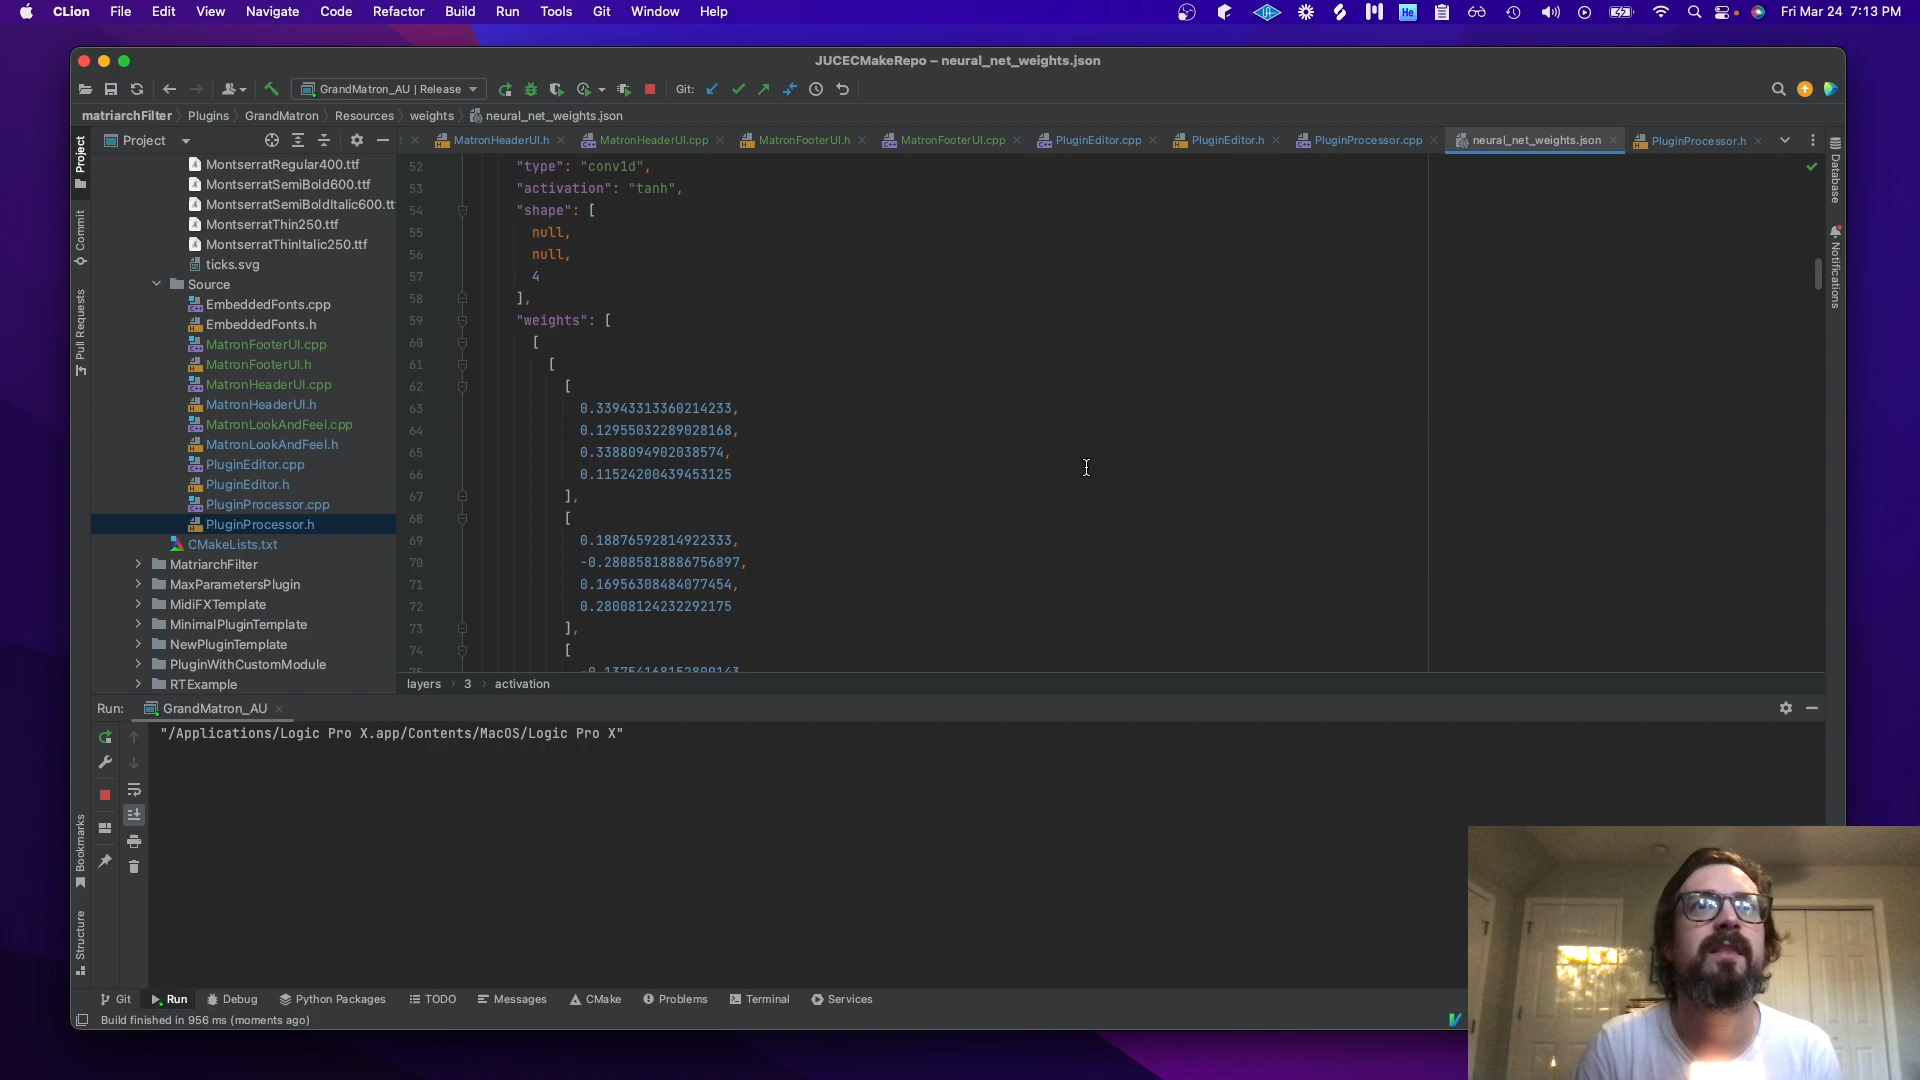 CLion File Edit View Navigate Code Refactor Build Run Tools Git Window Help
He
Fri Mar 24 7:13 PM
JUCECMakeRepo – neural_net_weights.json
GrandMatron_AU | Release
Git:
matriarchFilter Plugins GrandMatron Resources weights neural_net_weights.json
Project
MatronHeaderUI.h MatronHeaderUI.cpp MatronFooterUI.h MatronFooterUI.cpp PluginEditor.cpp PluginEditor.h PluginProcessor.cpp neural_net_weights.json PluginProcessor.h
Project
Commit
Pull Requests
Bookmarks
Structure
Database
Notifications
MontserratRegular400.ttf
MontserratSemiBold600.ttf
MontserratSemiBoldItalic600.tt
MontserratThin250.ttf
MontserratThinItalic250.ttf
ticks.svg
Source
EmbeddedFonts.cpp
EmbeddedFonts.h
MatronFooterUI.cpp
MatronFooterUI.h
MatronHeaderUI.cpp
MatronHeaderUI.h
MatronLookAndFeel.cpp
MatronLookAndFeel.h
PluginEditor.cpp
PluginEditor.h
PluginProcessor.cpp
PluginProcessor.h
CMakeLists.txt
MatriarchFilter
MaxParametersPlugin
MidiFXTemplate
MinimalPluginTemplate
NewPluginTemplate
PluginWithCustomModule
RTExample
52 "type": "conv1d",
53 "activation": "tanh",
54 "shape": [
55 null,
56 null,
57 4
58 ],
59 "weights": [
60 [
61 [
62 [
63 0.33943313360214233,
64 0.12955032289028168,
65 0.3388094902038574,
66 0.11524200439453125
67 ],
68 [
69 0.18876592814922333,
70 -0.28085818886756897,
71 0.16956308484077454,
72 0.28008124232292175
73 ],
74 [
layers 3 activation
Run: GrandMatron_AU
"/Applications/Logic Pro X.app/Contents/MacOS/Logic Pro X"
Git Run Debug Python Packages TODO Messages CMake Problems Terminal Services
Build finished in 956 ms (moments ago)